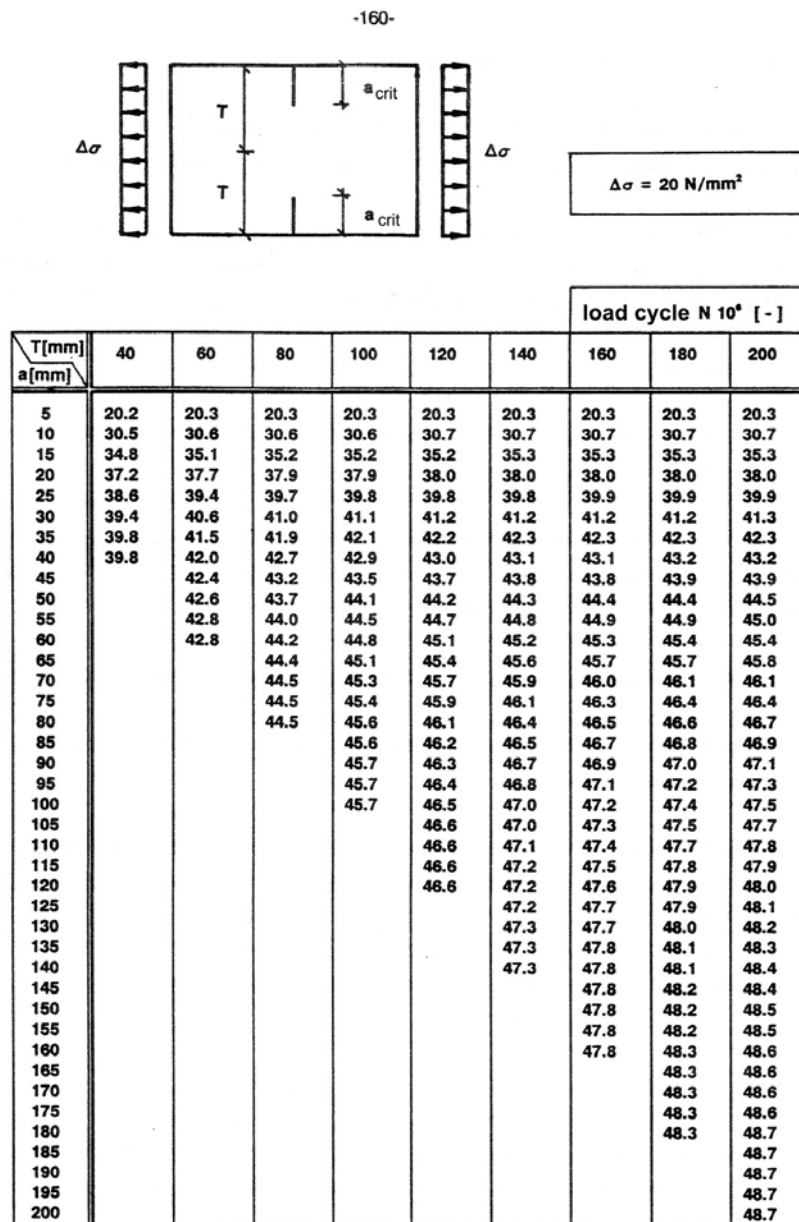 -160-
T
a crit
Δσ
Δσ
T
a crit
Δσ = 20 N/mm²
load cycle N 10⁶ [ - ]
T[mm] 40 60 80 100 120 140 160 180 200
a[mm]
5 20.2 20.3 20.3 20.3 20.3 20.3 20.3 20.3 20.3
10 30.5 30.6 30.6 30.6 30.7 30.7 30.7 30.7 30.7
15 34.8 35.1 35.2 35.2 35.2 35.3 35.3 35.3 35.3
20 37.2 37.7 37.9 37.9 38.0 38.0 38.0 38.0 38.0
25 38.6 39.4 39.7 39.8 39.8 39.8 39.9 39.9 39.9
30 39.4 40.6 41.0 41.1 41.2 41.2 41.2 41.2 41.3
35 39.8 41.5 41.9 42.1 42.2 42.3 42.3 42.3 42.3
40 39.8 42.0 42.7 42.9 43.0 43.1 43.1 43.2 43.2
45 42.4 43.2 43.5 43.7 43.8 43.8 43.9 43.9
50 42.6 43.7 44.1 44.2 44.3 44.4 44.4 44.5
55 42.8 44.0 44.5 44.7 44.8 44.9 44.9 45.0
60 42.8 44.2 44.8 45.1 45.2 45.3 45.4 45.4
65 44.4 45.1 45.4 45.6 45.7 45.7 45.8
70 44.5 45.3 45.7 45.9 46.0 46.1 46.1
75 44.5 45.4 45.9 46.1 46.3 46.4 46.4
80 44.5 45.6 46.1 46.4 46.5 46.6 46.7
85 45.6 46.2 46.5 46.7 46.8 46.9
90 45.7 46.3 46.7 46.9 47.0 47.1
95 45.7 46.4 46.8 47.1 47.2 47.3
100 45.7 46.5 47.0 47.2 47.4 47.5
105 46.6 47.0 47.3 47.5 47.7
110 46.6 47.1 47.4 47.7 47.8
115 46.6 47.2 47.5 47.8 47.9
120 46.6 47.2 47.6 47.9 48.0
125 47.2 47.7 47.9 48.1
130 47.3 47.7 48.0 48.2
135 47.3 47.8 48.1 48.3
140 47.3 47.8 48.1 48.4
145 47.8 48.2 48.4
150 47.8 48.2 48.5
155 47.8 48.2 48.5
160 47.8 48.3 48.6
165 48.3 48.6
170 48.3 48.6
175 48.3 48.6
180 48.3 48.7
185 48.7
190 48.7
195 48.7
200 48.7